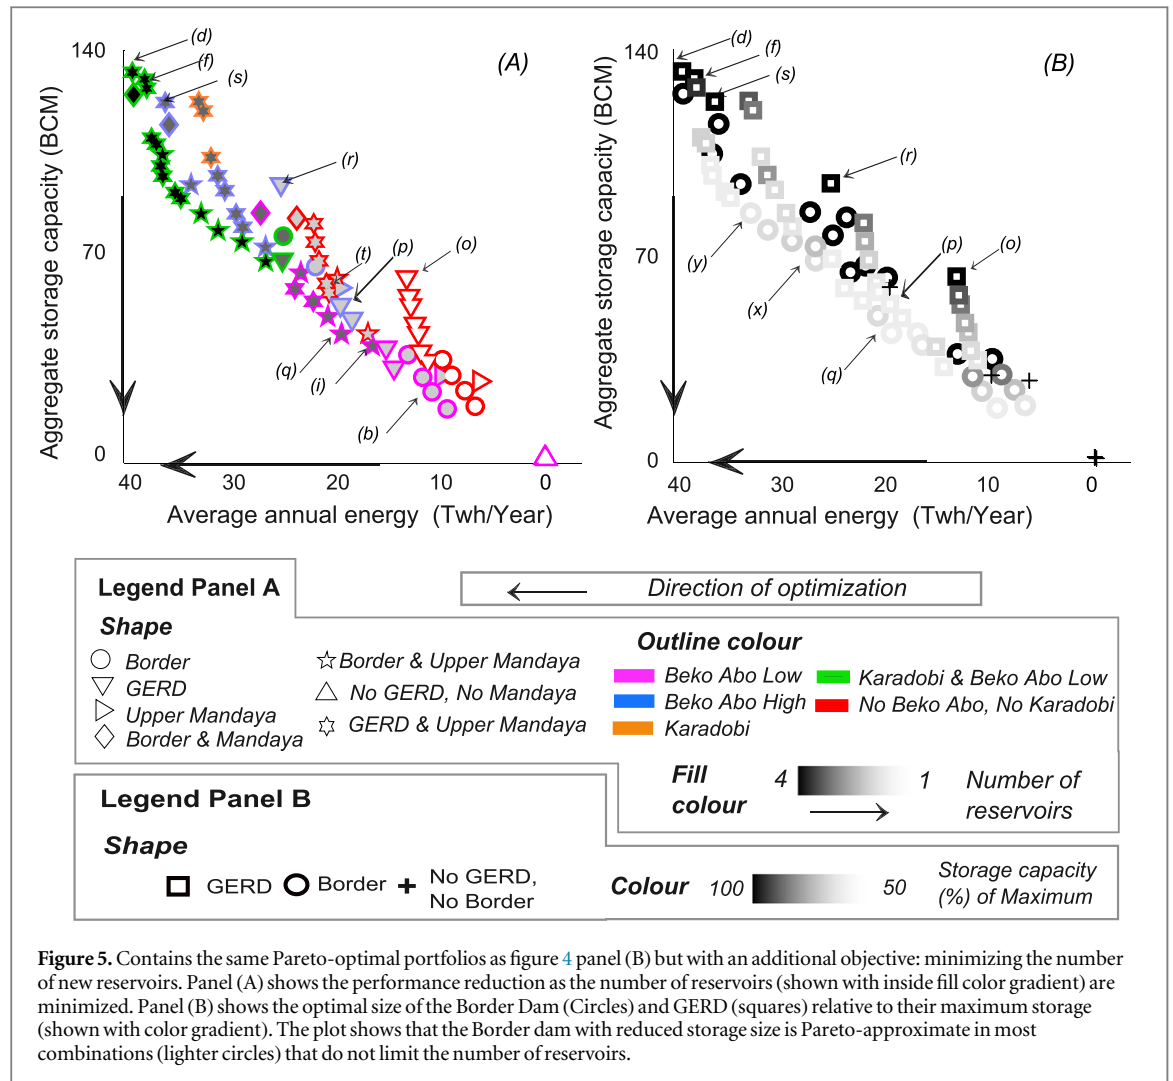 140
(d)
(f)
(s)
(A)
(r)
70
(t)
(p)
(o)
(q)
(i)
(b)
0
40
30
20
10
0
Aggregate storage capacity (BCM)
Average annual energy (Twh/Year)
140
(d)
(f)
(s)
(B)
(r)
70
(y)
(p)
(o)
(x)
(q)
0
40
30
20
10
0
Aggregate storage capacity (BCM)
Average annual energy (Twh/Year)
Direction of optimization
Legend Panel A
Shape
Border
GERD
Upper Mandaya
Border & Mandaya
Border & Upper Mandaya
No GERD, No Mandaya
GERD & Upper Mandaya
Outline colour
Beko Abo Low
Beko Abo High
Karadobi
Karadobi & Beko Abo Low
No Beko Abo, No Karadobi
Fill
colour
4
1
Number of
reservoirs
Legend Panel B
Shape
GERD
Border
No GERD,
No Border
Colour
100
50
Storage capacity
(%) of Maximum
Figure 5. Contains the same Pareto-optimal portfolios as figure 4 panel (B) but with an additional objective: minimizing the number
of new reservoirs. Panel (A) shows the performance reduction as the number of reservoirs (shown with inside fill color gradient) are
minimized. Panel (B) shows the optimal size of the Border Dam (Circles) and GERD (squares) relative to their maximum storage
(shown with color gradient). The plot shows that the Border dam with reduced storage size is Pareto-approximate in most
combinations (lighter circles) that do not limit the number of reservoirs.